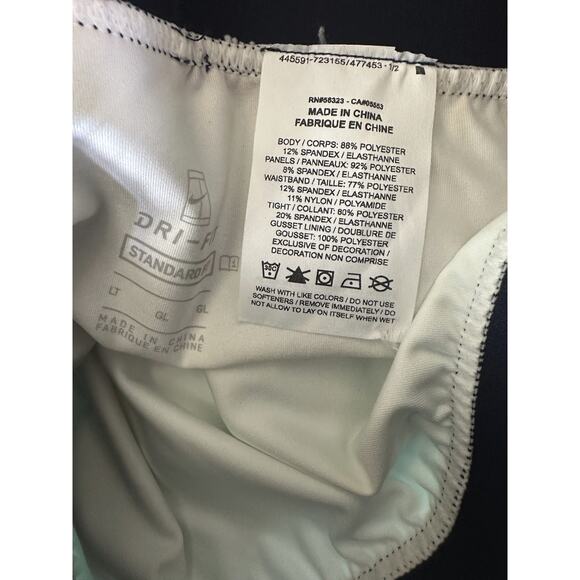 445591-723155/477453-1/2
RN#56323 - CA#05553
MADE IN CHINA
FABRIQUE EN CHINE
BODY / CORPS: 88% POLYESTER
12% SPANDEX / ELASTHANNE
PANELS / PANNEAUX: 92% POLYESTER
8% SPANDEX / ELASTHANNE
WAISTBAND / TAILLE: 77% POLYESTER
12% SPANDEX / ELASTHANNE
11% NYLON / POLYAMIDE
TIGHT / COLLANT: 80% POLYESTER
20% SPANDEX / ELASTHANNE
GUSSET LINING / DOUBLURE DE
GOUSSET: 100% POLYESTER
EXCLUSIVE OF DECORATION /
DECORATION NON COMPRISE
30C
WASH WITH LIKE COLORS / DO NOT USE
SOFTENERS / REMOVE IMMEDIATELY / DO
NOT ALLOW TO LAY ON ITSELF WHEN WET
DRI-FIT
STANDARD
LT GL GL
MADE IN CHINA
FABRIQUE EN CHINE